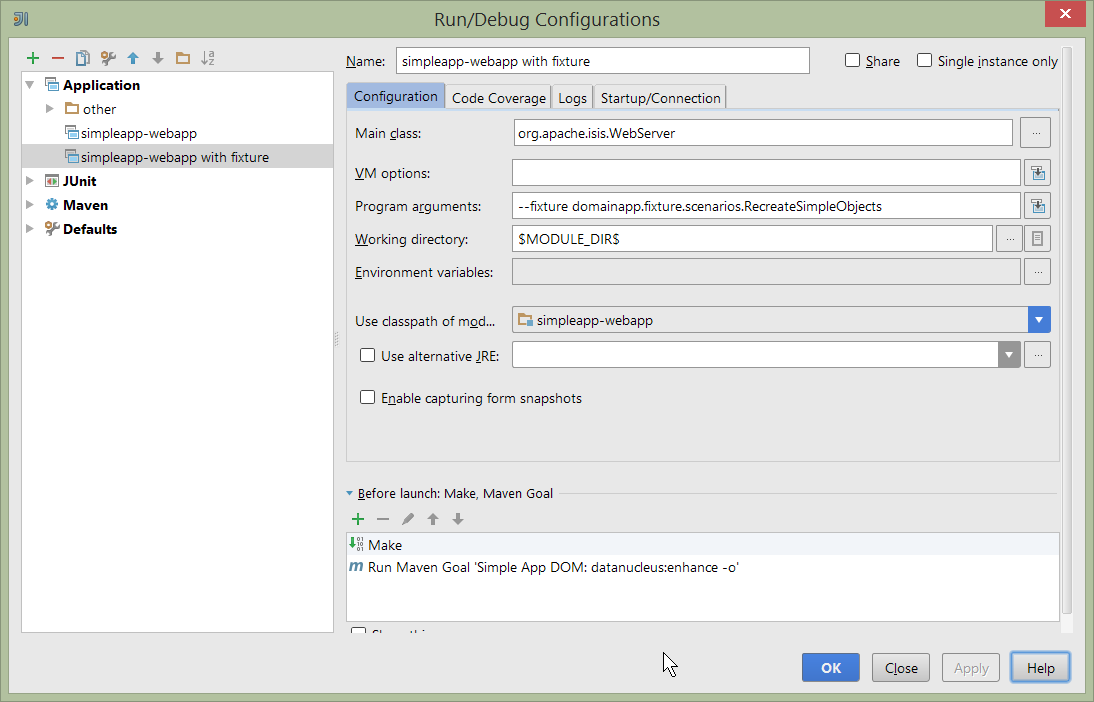 Run/Debug Configurations
Name: simpleapp-webapp with fixture Share Single instance only
Application
other
simpleapp-webapp
simpleapp-webapp with fixture
JUnit
Maven
Defaults
Configuration Code Coverage Logs Startup/Connection
Main class: org.apache.isis.WebServer ...
VM options:
Program arguments: --fixture domainapp.fixture.scenarios.RecreateSimpleObjects
Working directory: $MODULE_DIR$ ...
Environment variables: ...
Use classpath of mod... simpleapp-webapp
Use alternative JRE: ...
Enable capturing form snapshots
Before launch: Make, Maven Goal
Make
Run Maven Goal 'Simple App DOM: datanucleus:enhance -o'
OK Close Apply Help